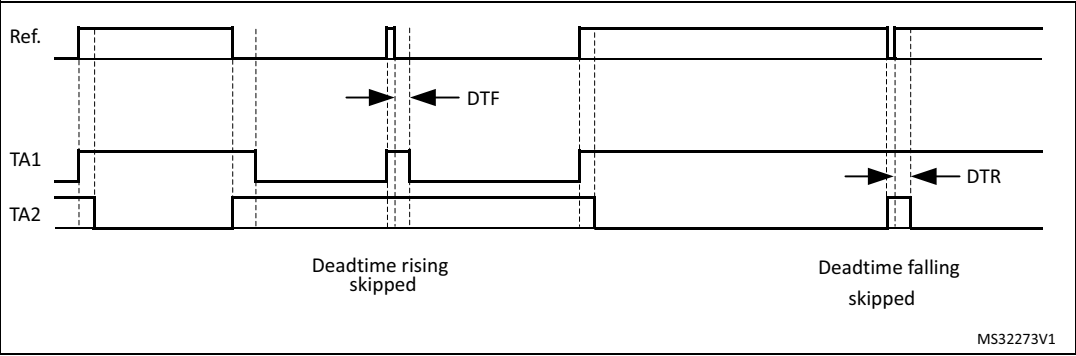 Ref.
DTF
TA1
DTR
TA2
Deadtime rising
skipped
Deadtime falling
skipped
MS32273V1